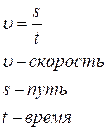 υ = s/t
υ – скорость
s – путь
t – время